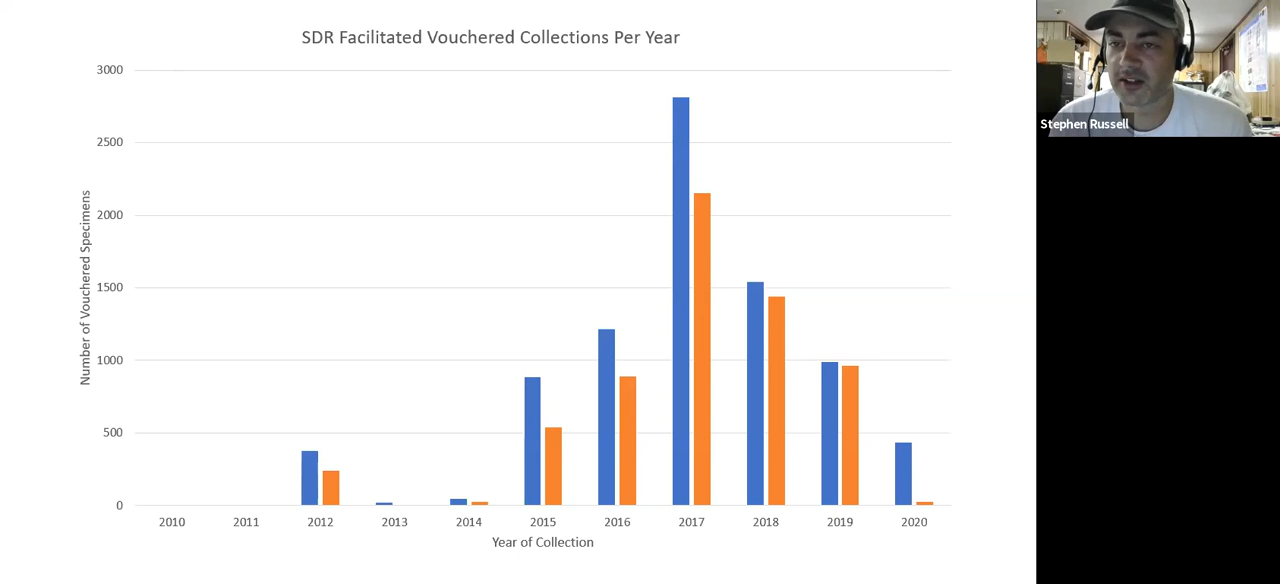 SDR Facilitated Vouchered Collections Per Year
3000
2500
2000
1500
1000
500
0
Number of Vouchered Specimens
2010 2011 2012 2013 2014 2015 2016 2017 2018 2019 2020
Year of Collection
Stephen Russell